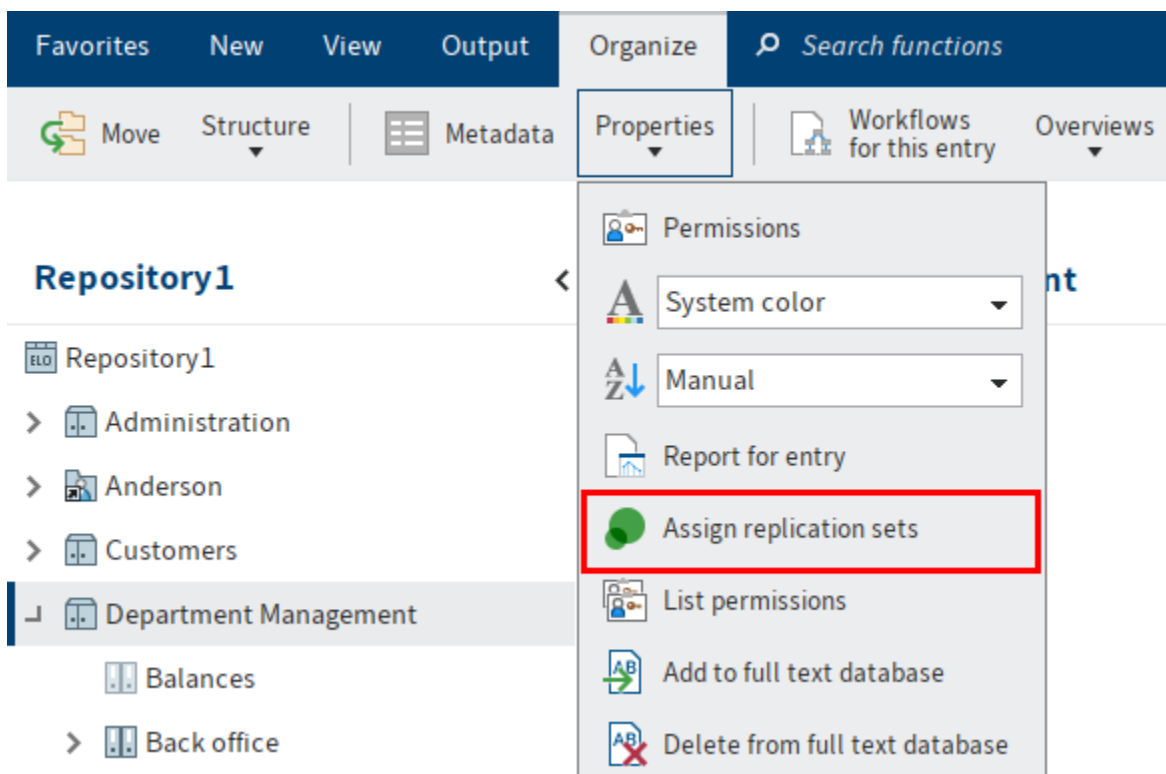 Favorites New View Output Organize Search functions
Move Structure Metadata Properties Workflows for this entry Overviews
Repository1
nt
ELO Repository1
Administration
Anderson
Customers
Department Management
Balances
Back office
Permissions
System color
Manual
Report for entry
Assign replication sets
List permissions
Add to full text database
Delete from full text database